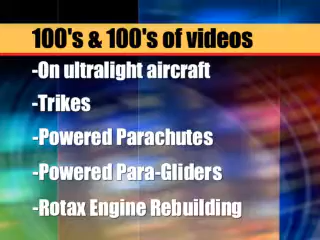 100's & 100's of videos
-On ultralight aircraft
-Trikes
-Powered Parachutes
-Powered Para-Gliders
-Rotax Engine Rebuilding